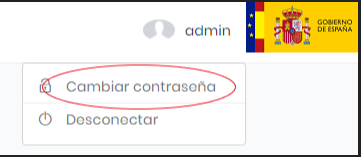 admin
GOBIERNO
DE ESPAÑA
Cambiar contraseña
Desconectar